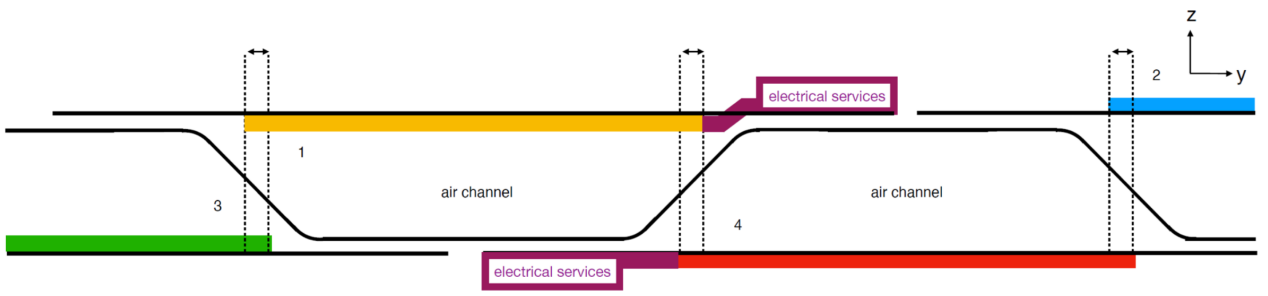 z
2
y
electrical services
1
air channel
air channel
3
4
electrical services